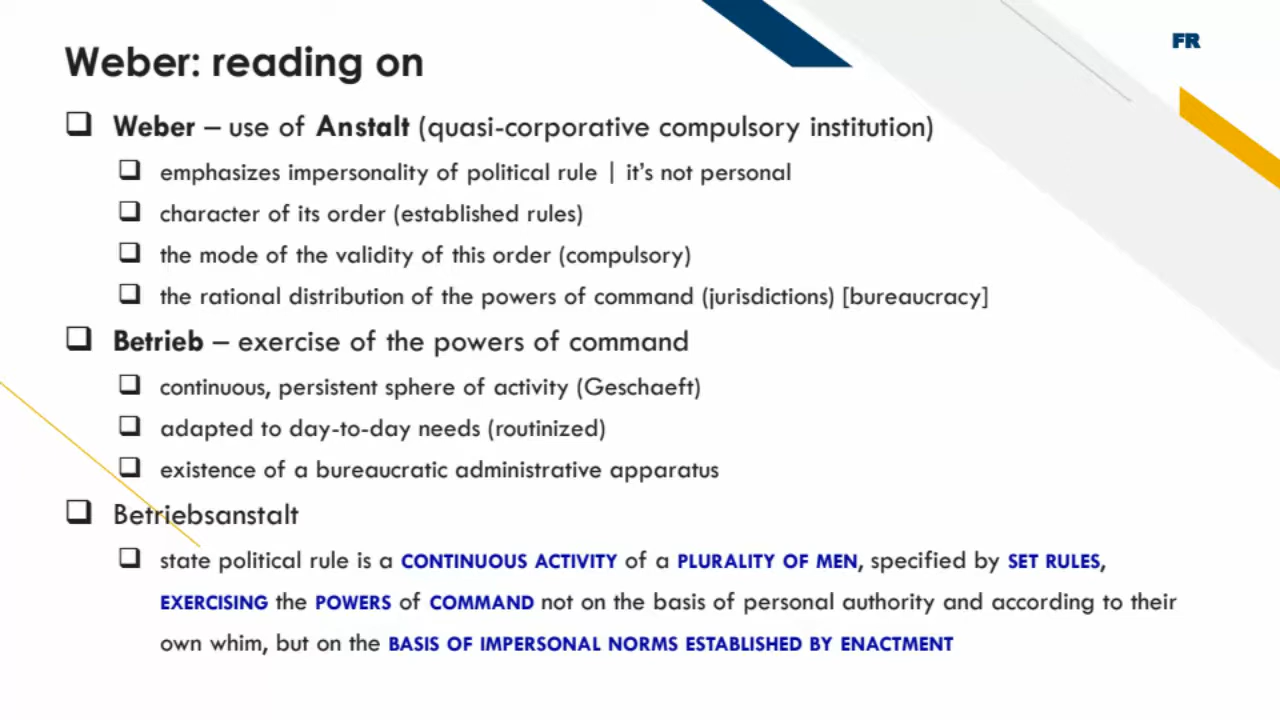 FR
Weber: reading on
❑ Weber – use of Anstalt (quasi-corporative compulsory institution)
❑ emphasizes impersonality of political rule | it's not personal
❑ character of its order (established rules)
❑ the mode of the validity of this order (compulsory)
❑ the rational distribution of the powers of command (jurisdictions) [bureaucracy]
❑ Betrieb – exercise of the powers of command
❑ continuous, persistent sphere of activity (Geschaeft)
❑ adapted to day-to-day needs (routinized)
❑ existence of a bureaucratic administrative apparatus
❑ Betriebsanstalt
❑ state political rule is a CONTINUOUS ACTIVITY of a PLURALITY OF MEN, specified by SET RULES,
EXERCISING the POWERS of COMMAND not on the basis of personal authority and according to their
own whim, but on the BASIS OF IMPERSONAL NORMS ESTABLISHED BY ENACTMENT